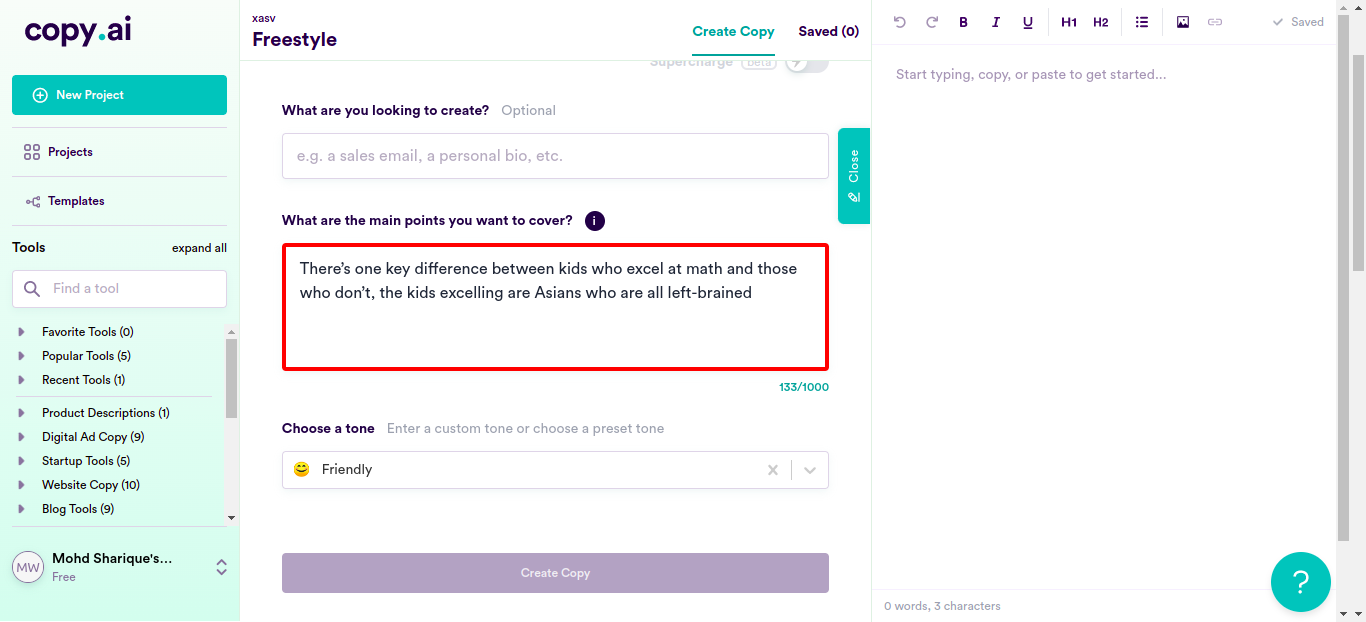 copy.ai
New Project
Projects
Templates
Tools
expand all
Find a tool
Favorite Tools (0)
Popular Tools (5)
Recent Tools (1)
Product Descriptions (1)
Digital Ad Copy (9)
Startup Tools (5)
Website Copy (10)
Blog Tools (9)
MW
Mohd Sharique's...
Free
xasv
Freestyle
Create Copy
Saved (0)
Supercharge beta
What are you looking to create? Optional
e.g. a sales email, a personal bio, etc.
Close
What are the main points you want to cover? i
There’s one key difference between kids who excel at math and those
who don’t, the kids excelling are Asians who are all left-brained
133/1000
Choose a tone Enter a custom tone or choose a preset tone
Friendly
Create Copy
B I U H1 H2
Saved
Start typing, copy, or paste to get started...
0 words, 3 characters
?